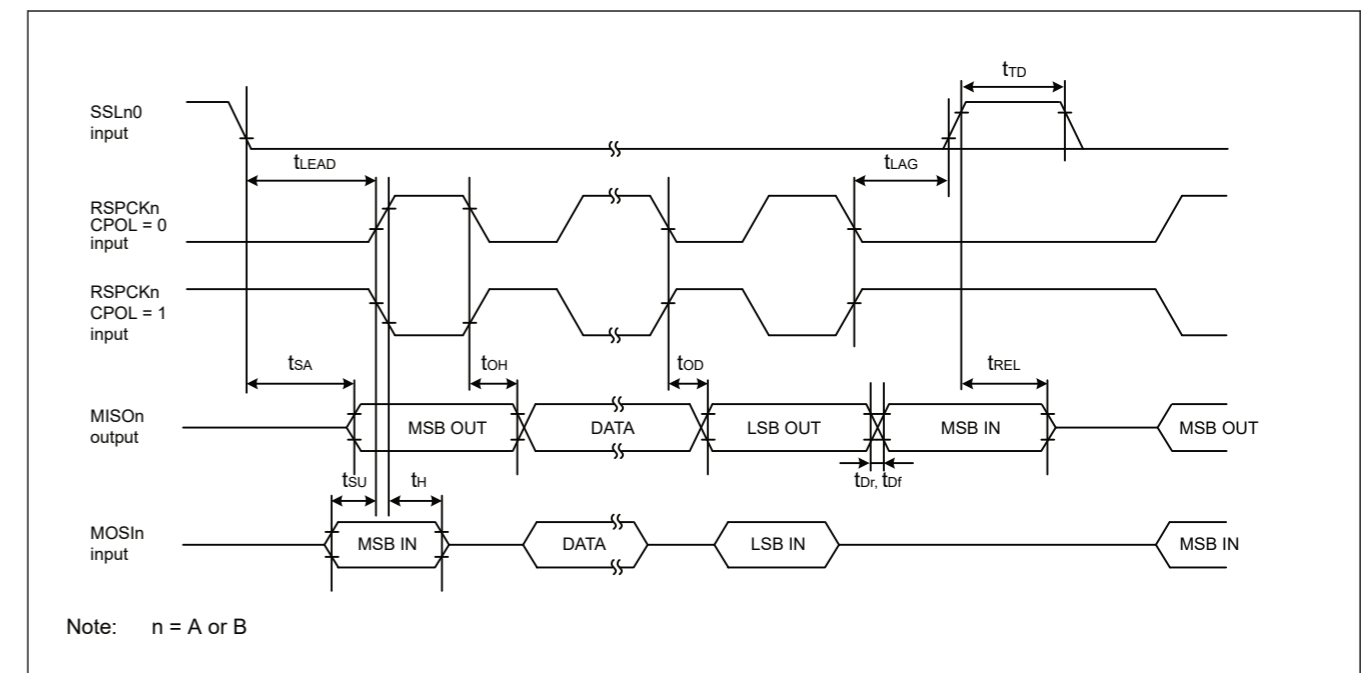 tTD
SSLn0
input
tLEAD
tLAG
RSPCKn
CPOL = 0
input
RSPCKn
CPOL = 1
input
tSA
tOH
tOD
tREL
MISOn
output
MSB OUT
DATA
LSB OUT
MSB IN
MSB OUT
tSU
tH
tDr, tDf
MOSIn
input
MSB IN
DATA
LSB IN
MSB IN
Note: n = A or B